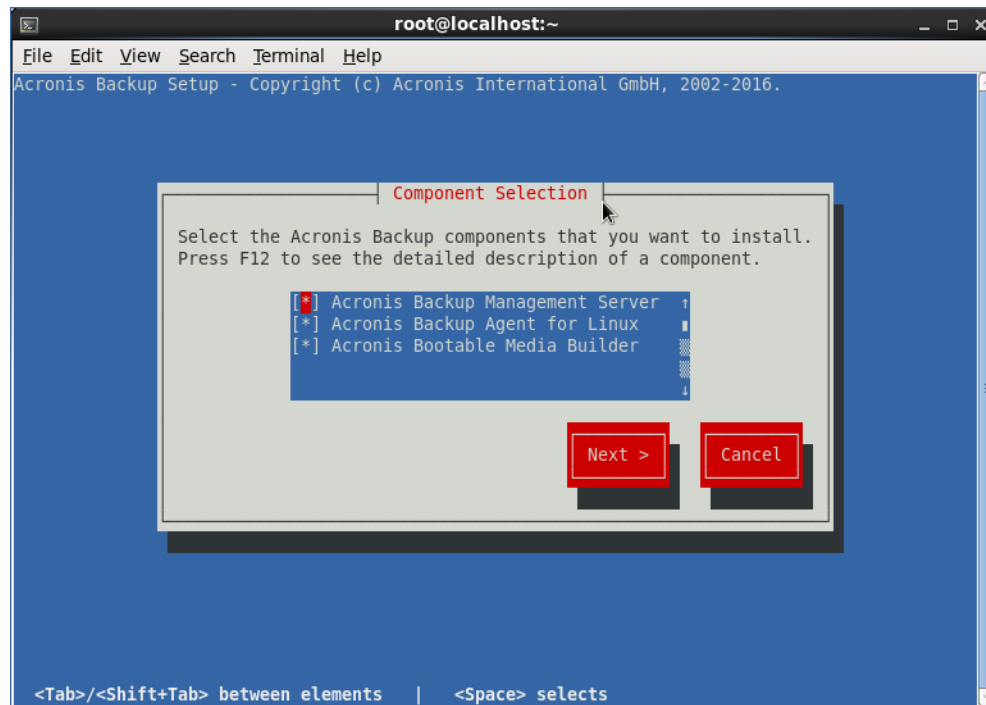 root@localhost:~
File Edit View Search Terminal Help
Acronis Backup Setup - Copyright (c) Acronis International GmbH, 2002-2016.
Component Selection
Select the Acronis Backup components that you want to install.
Press F12 to see the detailed description of a component.
[*] Acronis Backup Management Server
[*] Acronis Backup Agent for Linux
[*] Acronis Bootable Media Builder
Next > Cancel
<Tab>/<Shift+Tab> between elements | <Space> selects